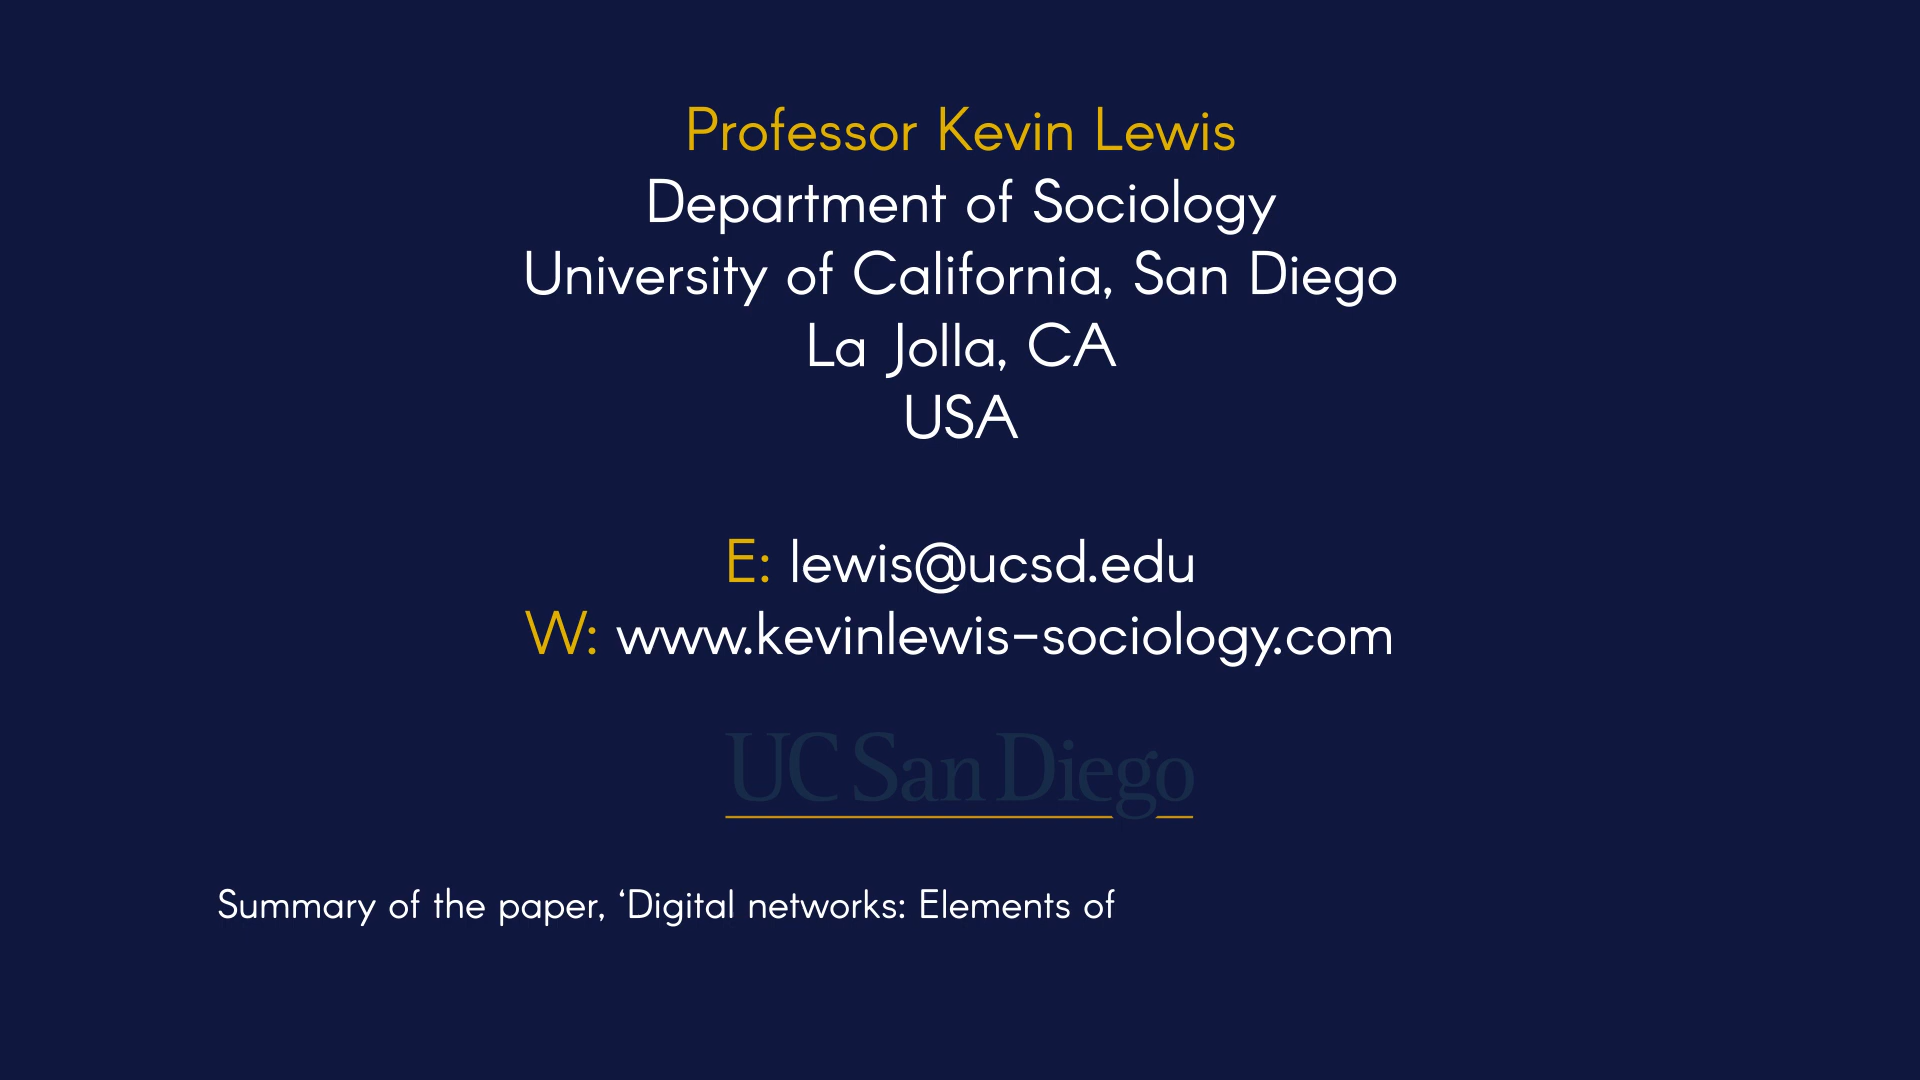 Professor Kevin Lewis
Department of Sociology
University of California, San Diego
La Jolla, CA
USA
E: lewis@ucsd.edu
W: www.kevinlewis-sociology.com
UC San Diego
Summary of the paper, ‘Digital networks: Elements of